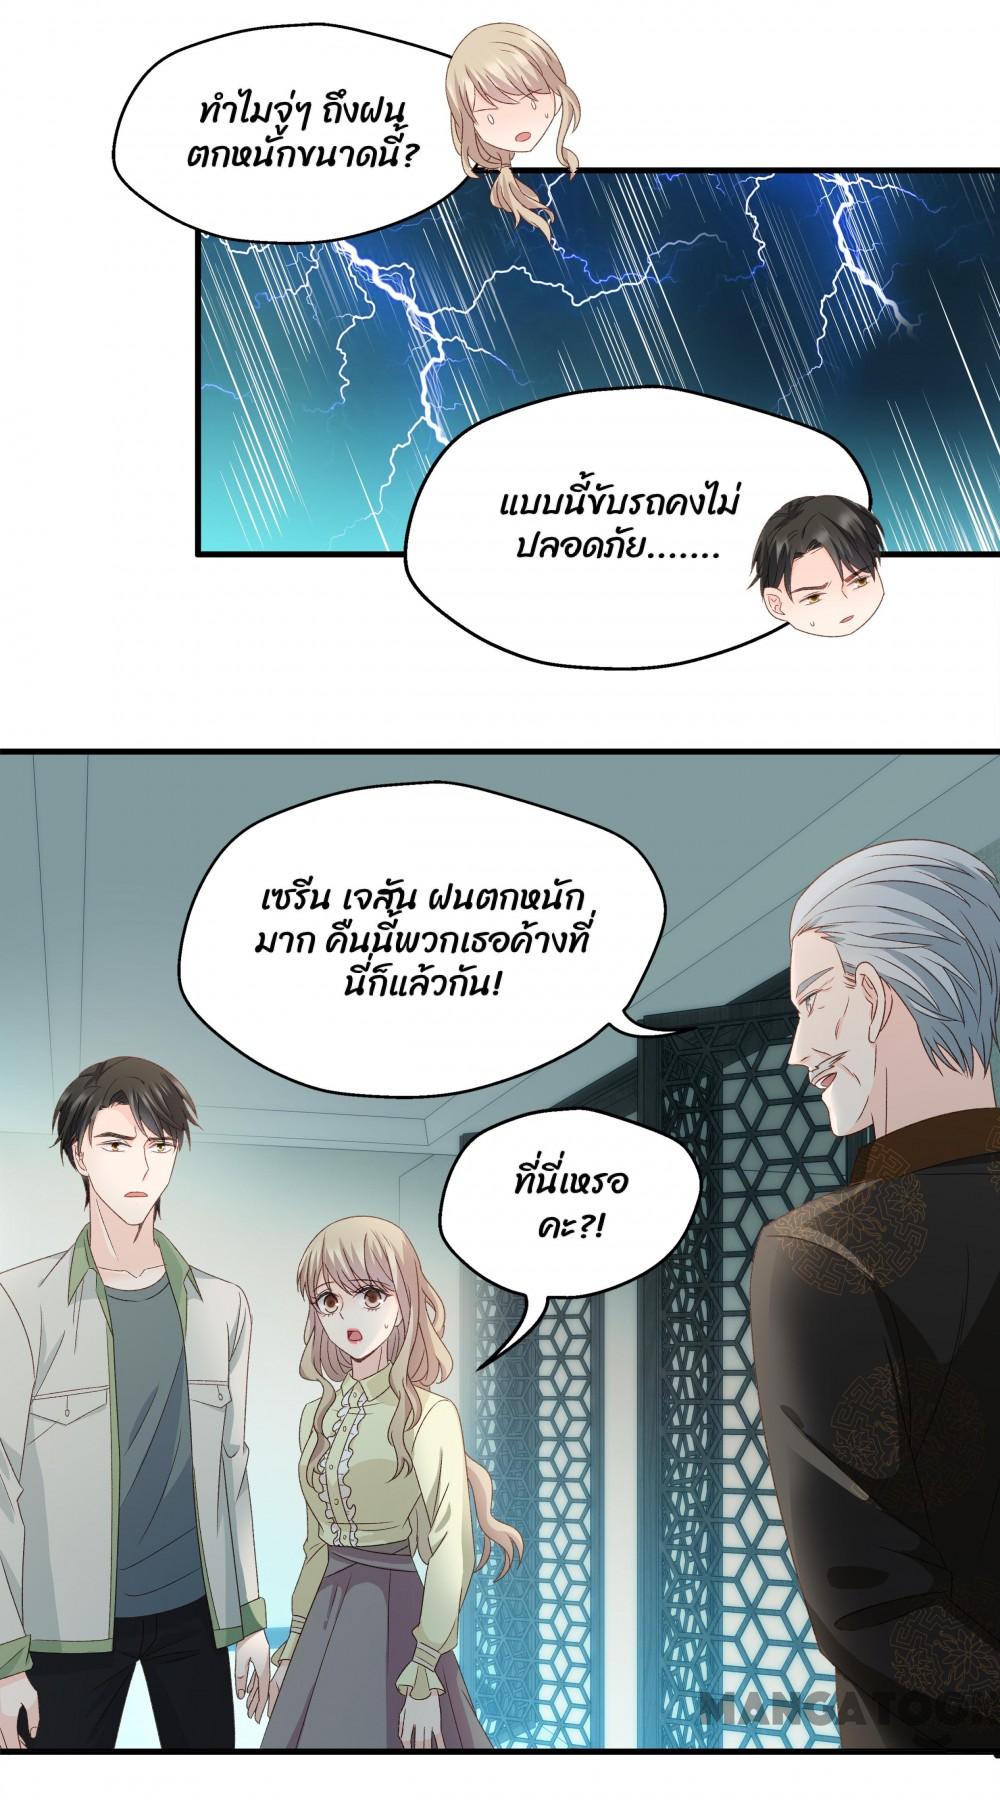 ทำไมจู่ๆ ถึงฝน
ตกหนักขนาดนี้?
แบบนี้ขับรถคงไม่
ปลอดภัย.......
เซรีน เจสัน ฝนตกหนัก
มาก คืนนี้พวกเธอค้างที่
นี่ก็แล้วกัน!
ที่นี่เหรอ
คะ?!
MANGATOON